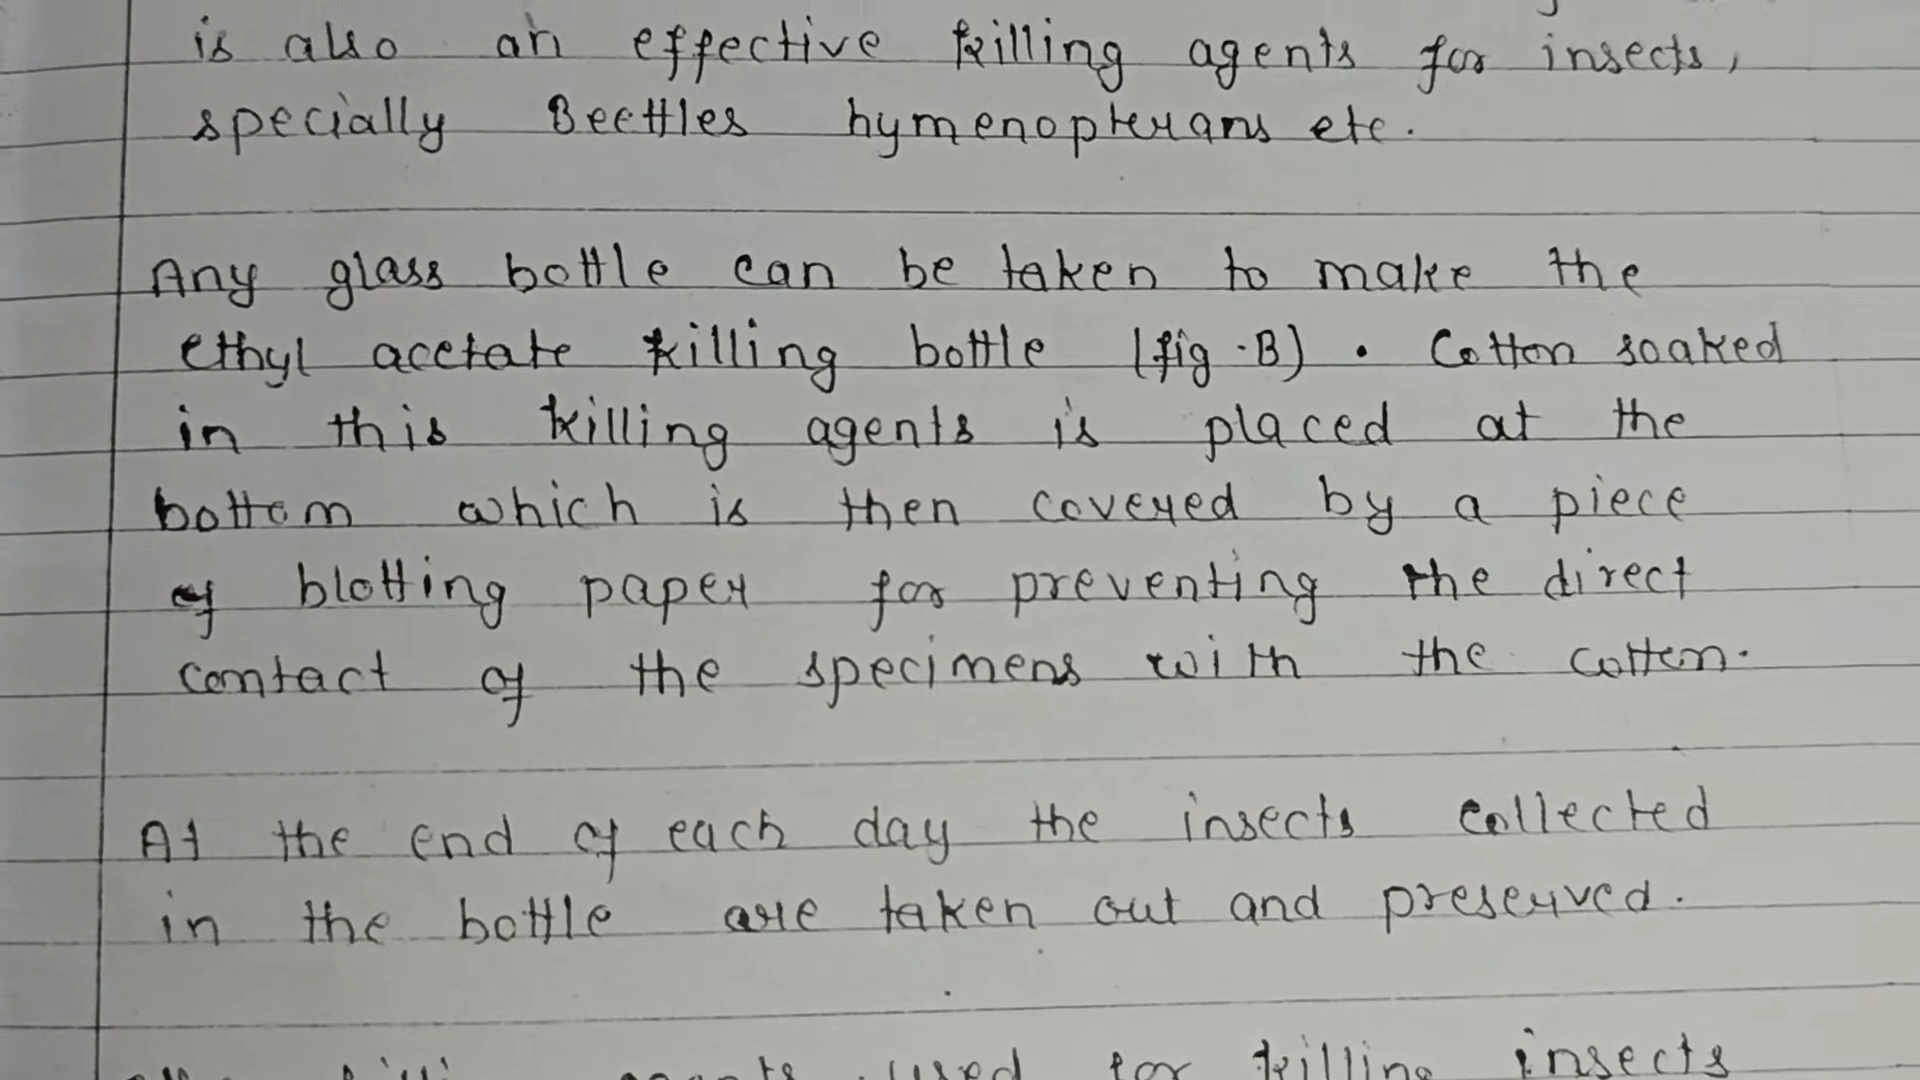 is also an effective killing agents for insects,
specially Beettles hymenopterans etc.
Any glass bottle can be taken to make the
ethyl acetate killing bottle (fig.B). Cotton soaked
in this killing agents is placed at the
bottom which is then covered by a piece
of blotting paper for preventing the direct
contact of the specimens with the cotton.
At the end of each day the insects collected
in the bottle are taken out and preserved.
agents used for killing insects